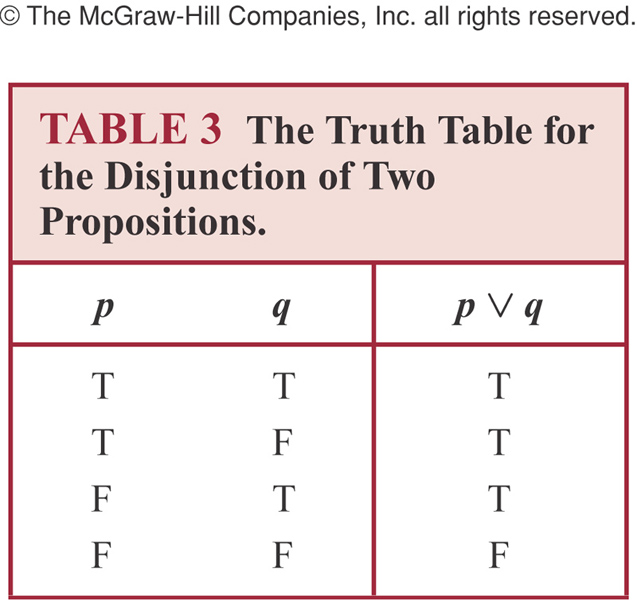 © The McGraw-Hill Companies, Inc. all rights reserved.
TABLE 3 The Truth Table for
the Disjunction of Two
Propositions.
p q p ∨ q
T T T
T F T
F T T
F F F